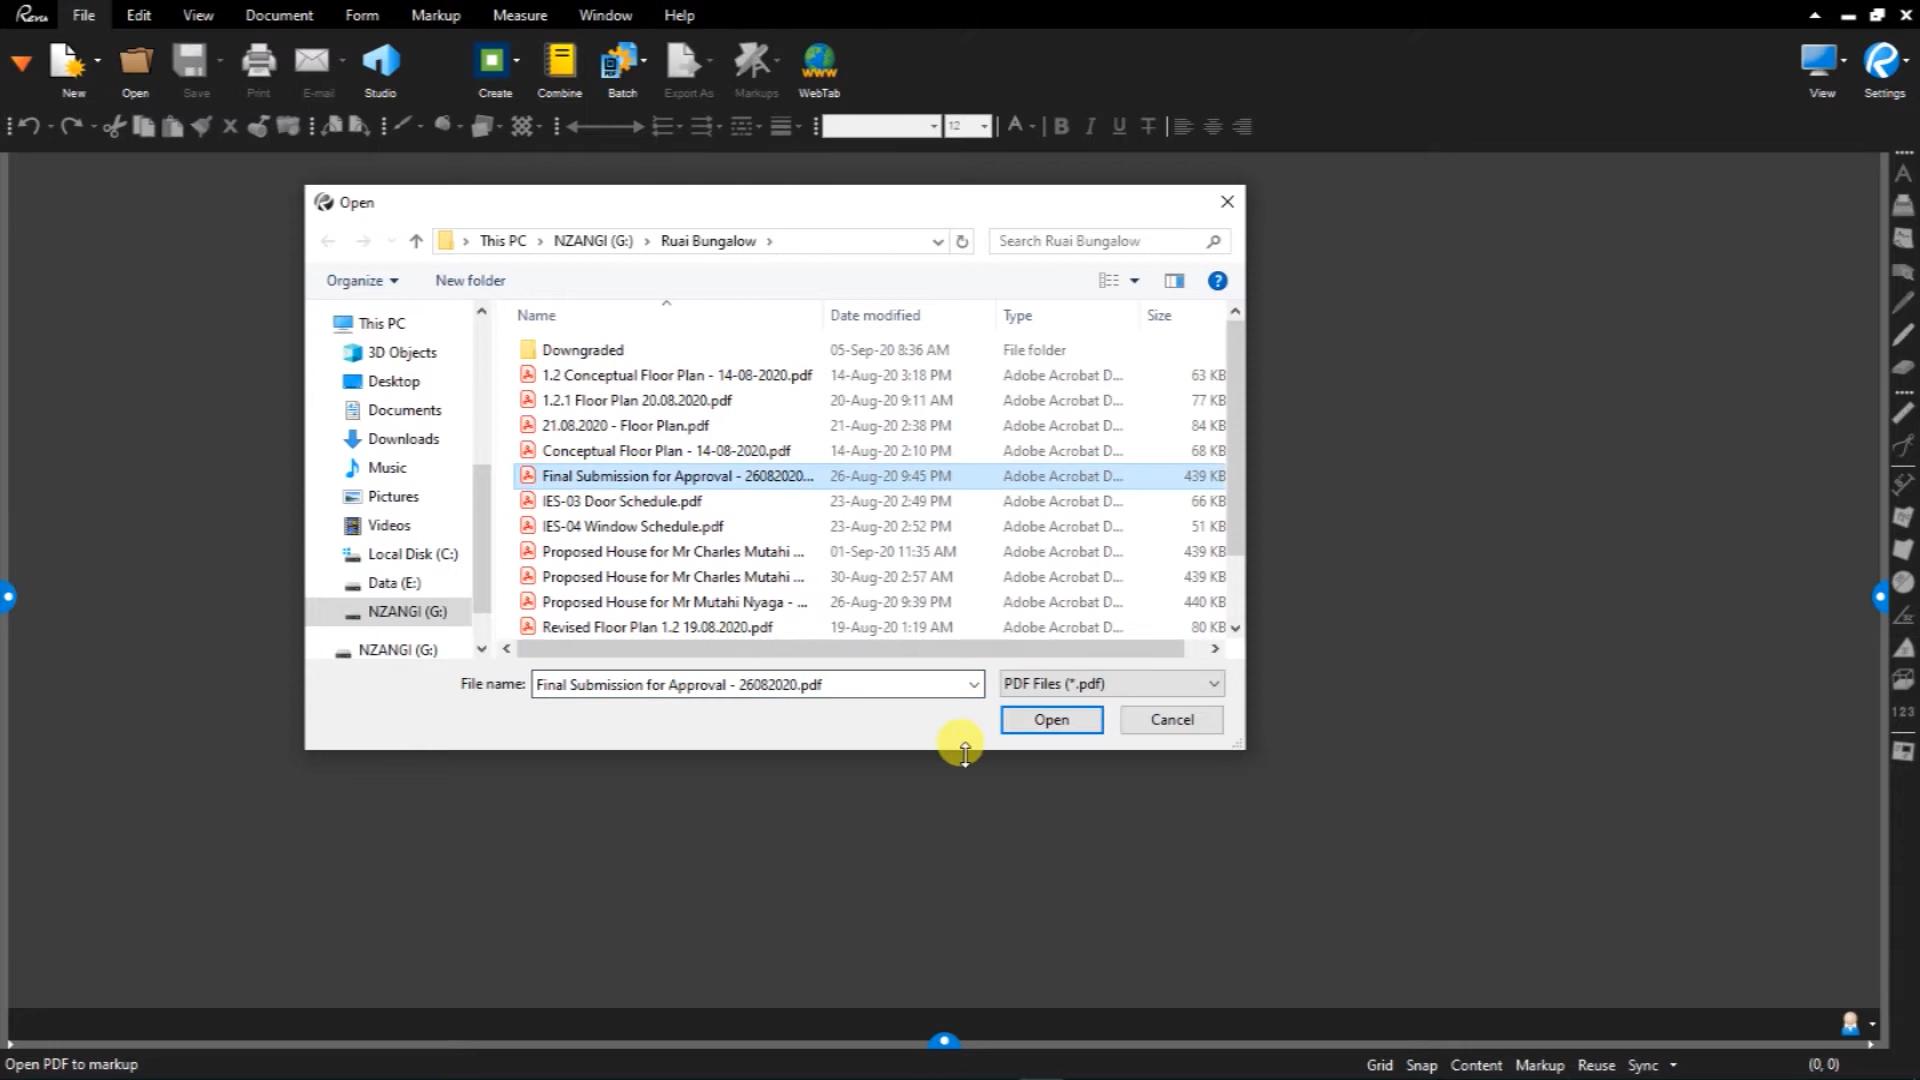 Revu File Edit View Document Form Markup Measure Window Help
New Open Save Print E-mail Studio Create Combine Batch Export As Markups WebTab View Settings
12 A B I U T
Open
This PC › NZANGI (G:) › Ruai Bungalow › Search Ruai Bungalow
Organize New folder
Name Date modified Type Size
This PC
3D Objects
Desktop
Documents
Downloads
Music
Pictures
Videos
Local Disk (C:)
Data (E:)
NZANGI (G:)
NZANGI (G:)
Downgraded 05-Sep-20 8:36 AM File folder
1.2 Conceptual Floor Plan - 14-08-2020.pdf 14-Aug-20 3:18 PM Adobe Acrobat D... 63 KB
1.2.1 Floor Plan 20.08.2020.pdf 20-Aug-20 9:11 AM Adobe Acrobat D... 77 KB
21.08.2020 - Floor Plan.pdf 21-Aug-20 2:38 PM Adobe Acrobat D... 84 KB
Conceptual Floor Plan - 14-08-2020.pdf 14-Aug-20 2:10 PM Adobe Acrobat D... 68 KB
Final Submission for Approval - 26082020... 26-Aug-20 9:45 PM Adobe Acrobat D... 439 KB
IES-03 Door Schedule.pdf 23-Aug-20 2:49 PM Adobe Acrobat D... 66 KB
IES-04 Window Schedule.pdf 23-Aug-20 2:52 PM Adobe Acrobat D... 51 KB
Proposed House for Mr Charles Mutahi ... 01-Sep-20 11:35 AM Adobe Acrobat D... 439 KB
Proposed House for Mr Charles Mutahi ... 30-Aug-20 2:57 AM Adobe Acrobat D... 439 KB
Proposed House for Mr Mutahi Nyaga - ... 26-Aug-20 9:39 PM Adobe Acrobat D... 440 KB
Revised Floor Plan 1.2 19.08.2020.pdf 19-Aug-20 1:19 AM Adobe Acrobat D... 80 KB
File name: Final Submission for Approval - 26082020.pdf PDF Files (*.pdf)
Open Cancel
123
Open PDF to markup Grid Snap Content Markup Reuse Sync (0, 0)